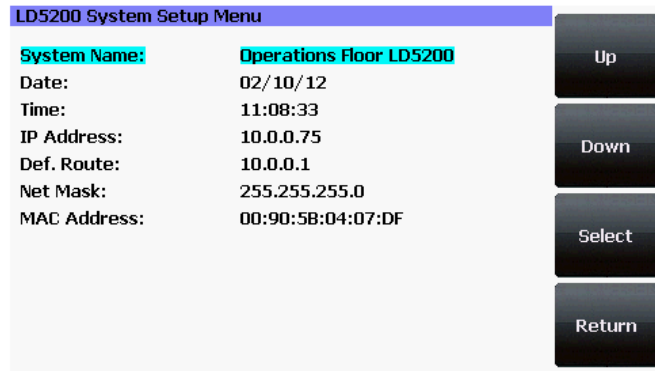 LD5200 System Setup Menu
System Name: Operations Floor LD5200
Date: 02/10/12
Time: 11:08:33
IP Address: 10.0.0.75
Def. Route: 10.0.0.1
Net Mask: 255.255.255.0
MAC Address: 00:90:5B:04:07:DF
Up
Down
Select
Return